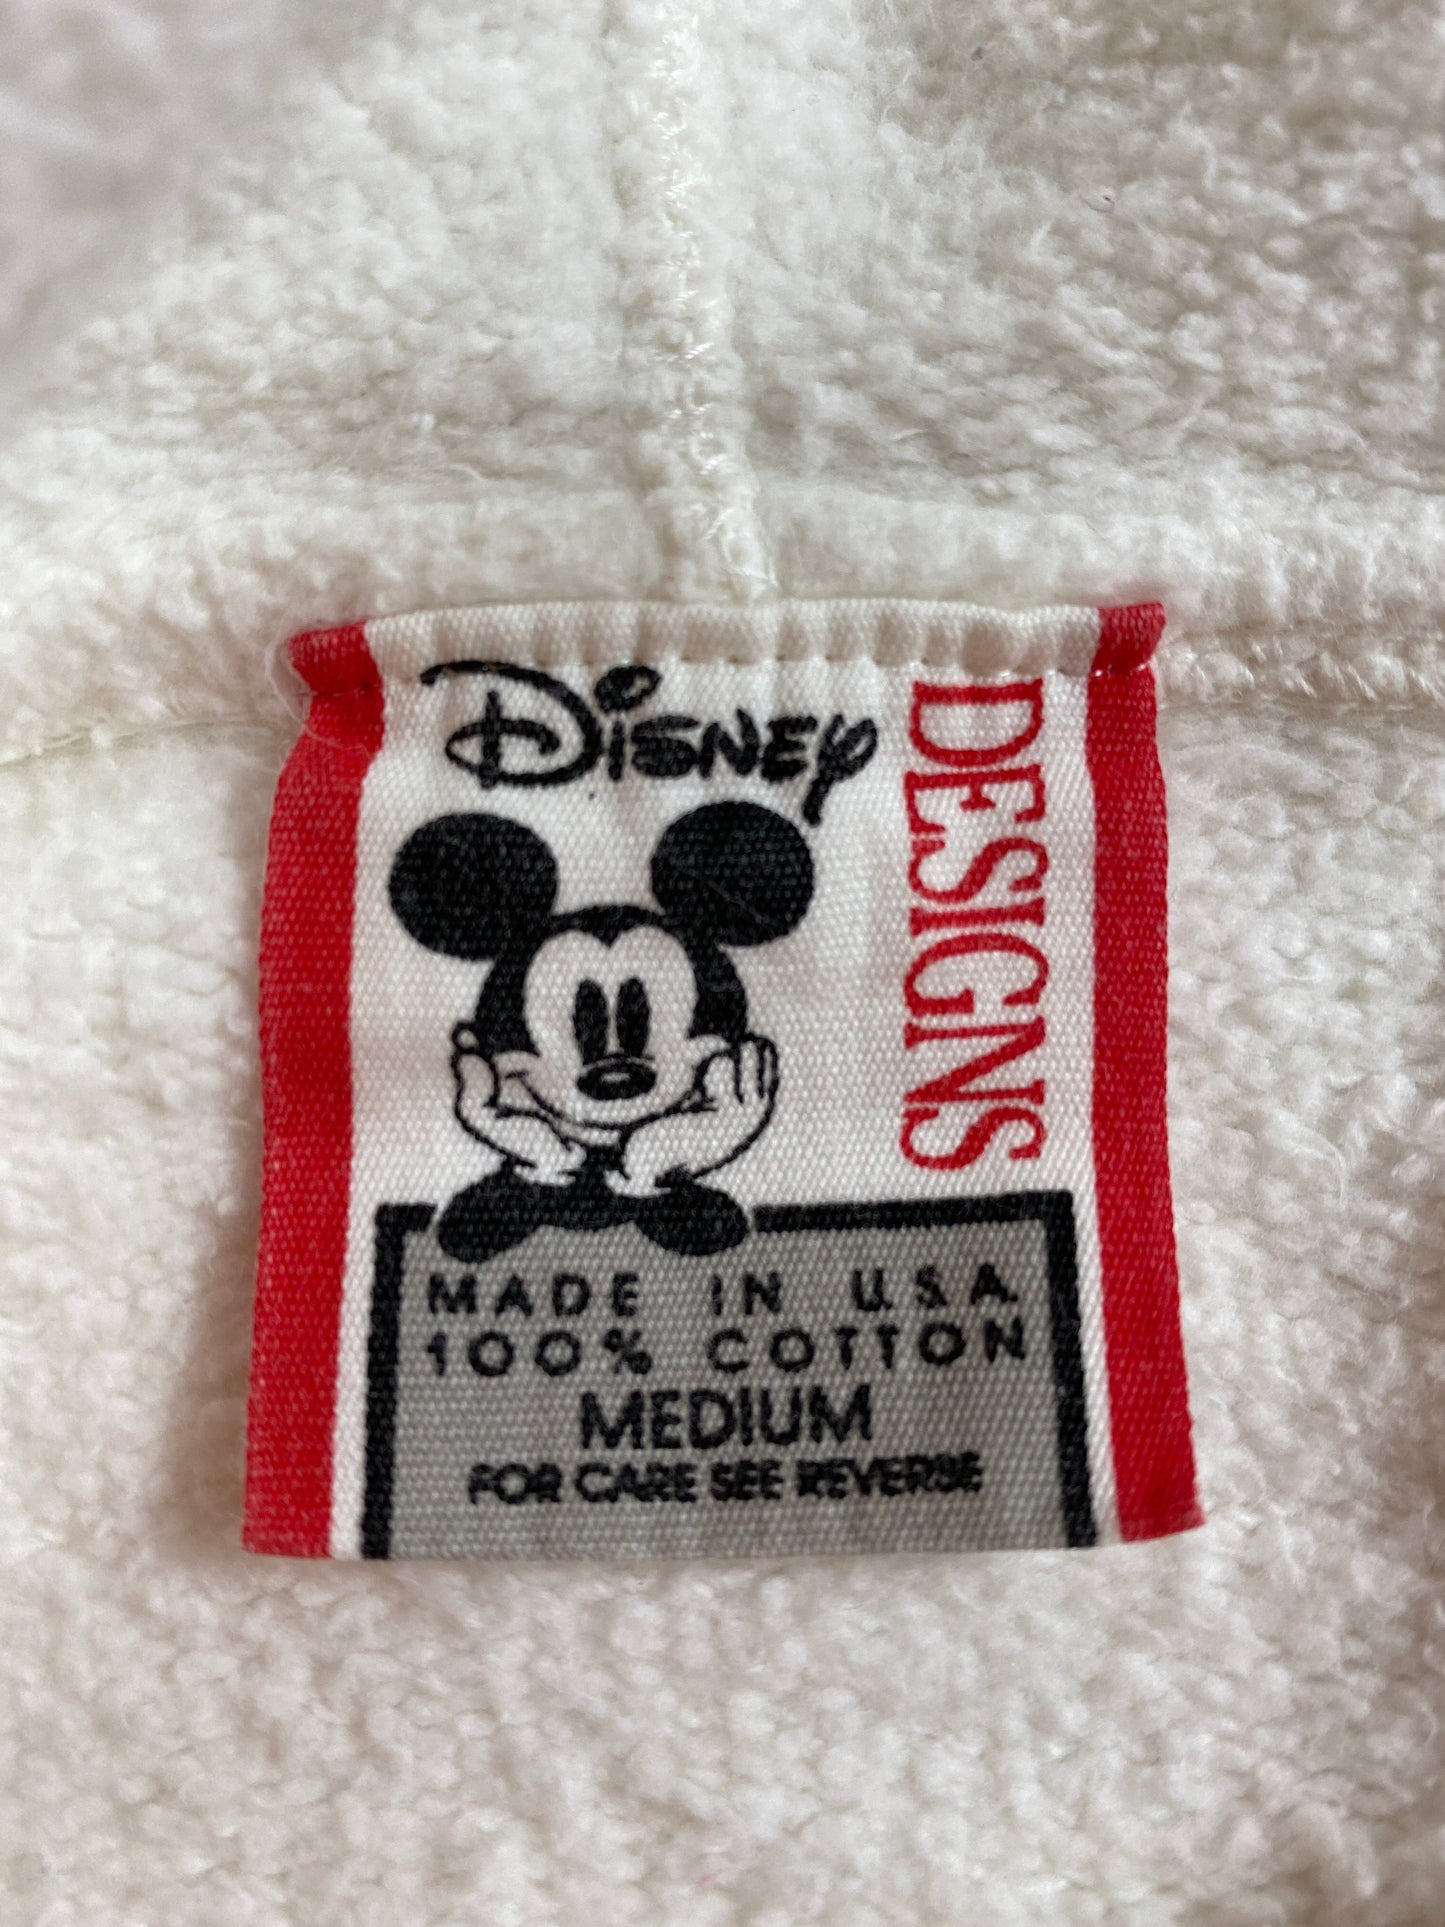 Disney
DESIGNS
MADE IN U.S.A.
100% COTTON
MEDIUM
FOR CARE SEE REVERSE